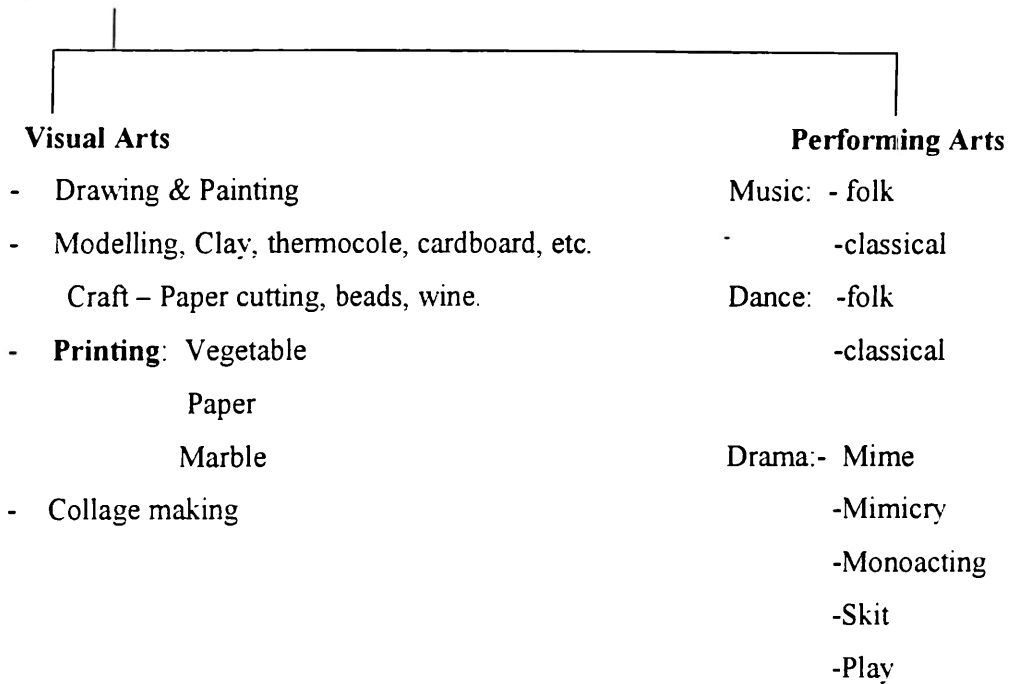 Visual Arts
- Drawing & Painting
- Modelling, Clay, thermocole, cardboard, etc.
Craft – Paper cutting, beads, wine.
- Printing: Vegetable
Paper
Marble
- Collage making
Performing Arts
Music: - folk
-classical
Dance: -folk
-classical
Drama:- Mime
-Mimicry
-Monoacting
-Skit
-Play